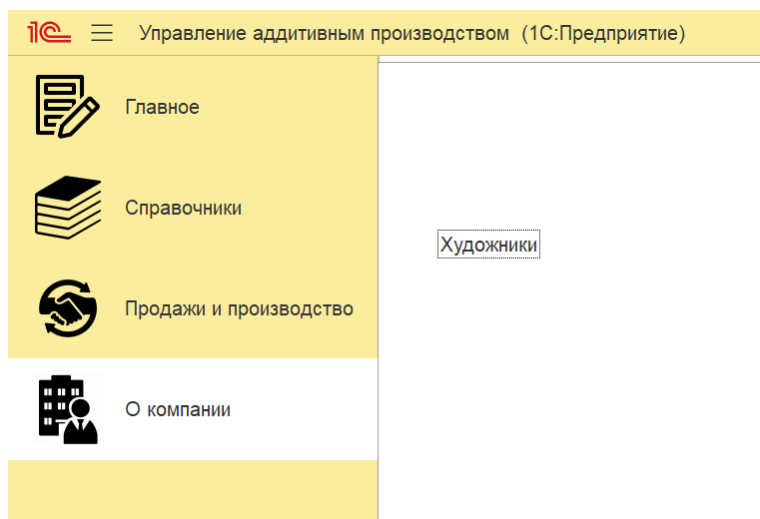 1С Управление аддитивным производством (1С:Предприятие)
Главное
Справочники
Художники
Продажи и производство
О компании